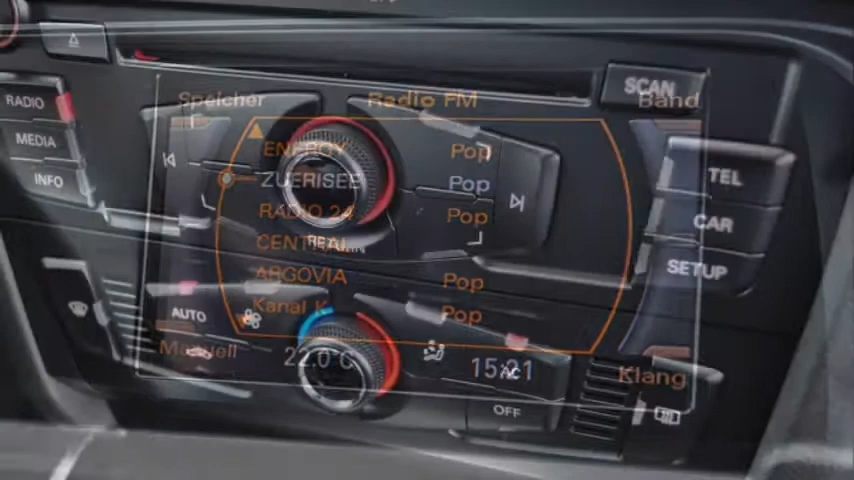 SCAN
Speicher Radio FM Band
RADIO
MEDIA
INFO
ENERGY Pop
ZUERISEE Pop
RADIO 24 Pop
CENTRAL
ARGOVIA Pop
Kanal K Pop
TEL
CAR
SETUP
AUTO
Manuell 22.0°C 15:21 Klang
AC
OFF